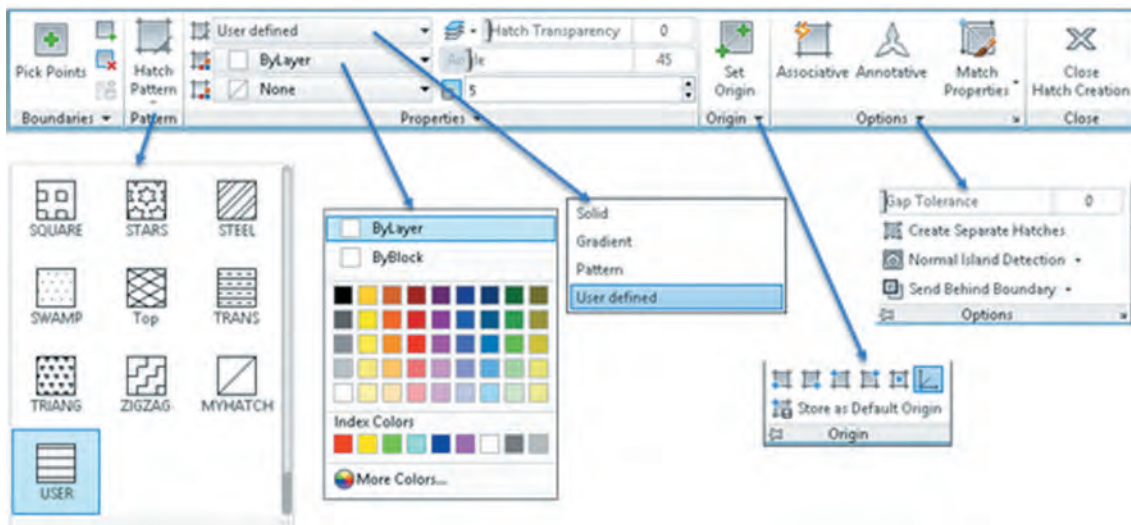 User defined
Hatch Transparency 0
Pick Points
Hatch
Pattern
ByLayer
45
None
5
Set
Origin
Associative
Annotative
Match
Properties
Close
Hatch Creation
Boundaries
Pattern
Properties
Origin
Options
Close
SQUARE STARS STEEL
SWAMP Top TRANS
TRIANG ZIGZAG MYHATCH
USER
ByLayer
ByBlock
Index Colors
More Colors...
Solid
Gradient
Pattern
User defined
Gap Tolerance 0
Create Separate Hatches
Normal Island Detection
Send Behind Boundary
Options
Store as Default Origin
Origin